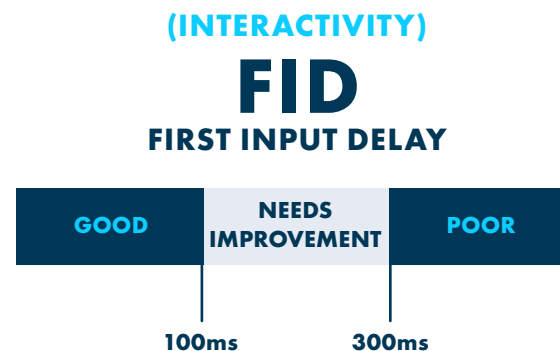 (INTERACTIVITY)
FID
FIRST INPUT DELAY
GOOD
NEEDS
IMPROVEMENT
POOR
100ms
300ms